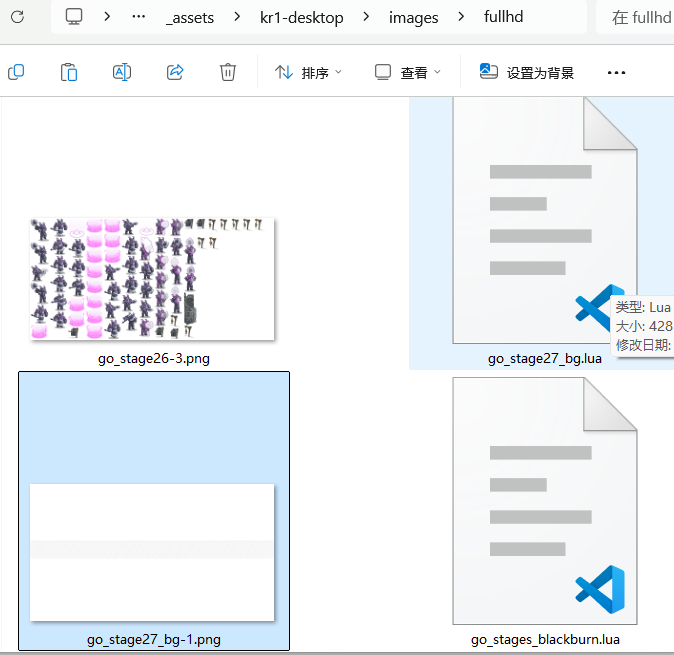 … _assets > kr1-desktop > images > fullhd 在 fullhd
排序 查看 设置为背景 …
go_stage26-3.png
go_stage27_bg.lua
类型: Lua
大小: 428
修改日期:
go_stage27_bg-1.png
go_stages_blackburn.lua